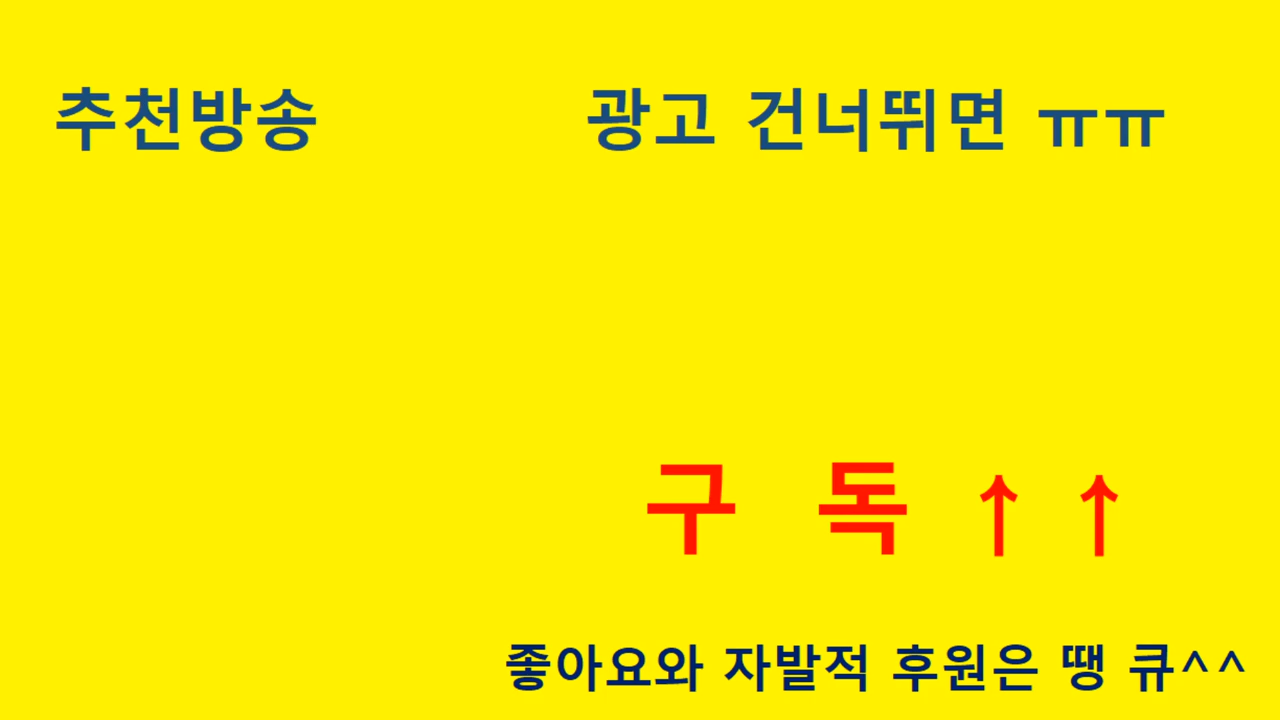 추천방송
광고 건너뛰면 ㅠㅠ
구 독 ↑ ↑
좋아요와 자발적 후원은 땡 큐^^